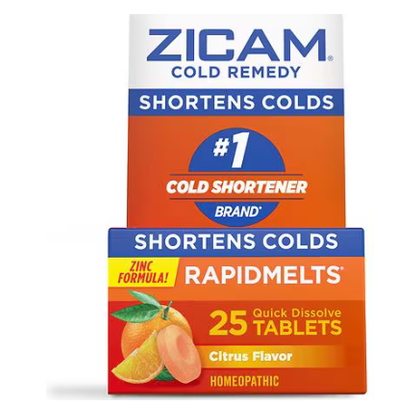 ZICAM®
COLD REMEDY
SHORTENS COLDS
#1
COLD SHORTENER
BRAND*
SHORTENS COLDS
ZINC
FORMULA!
RAPIDMELTS®
25 Quick Dissolve
TABLETS
Citrus Flavor
HOMEOPATHIC